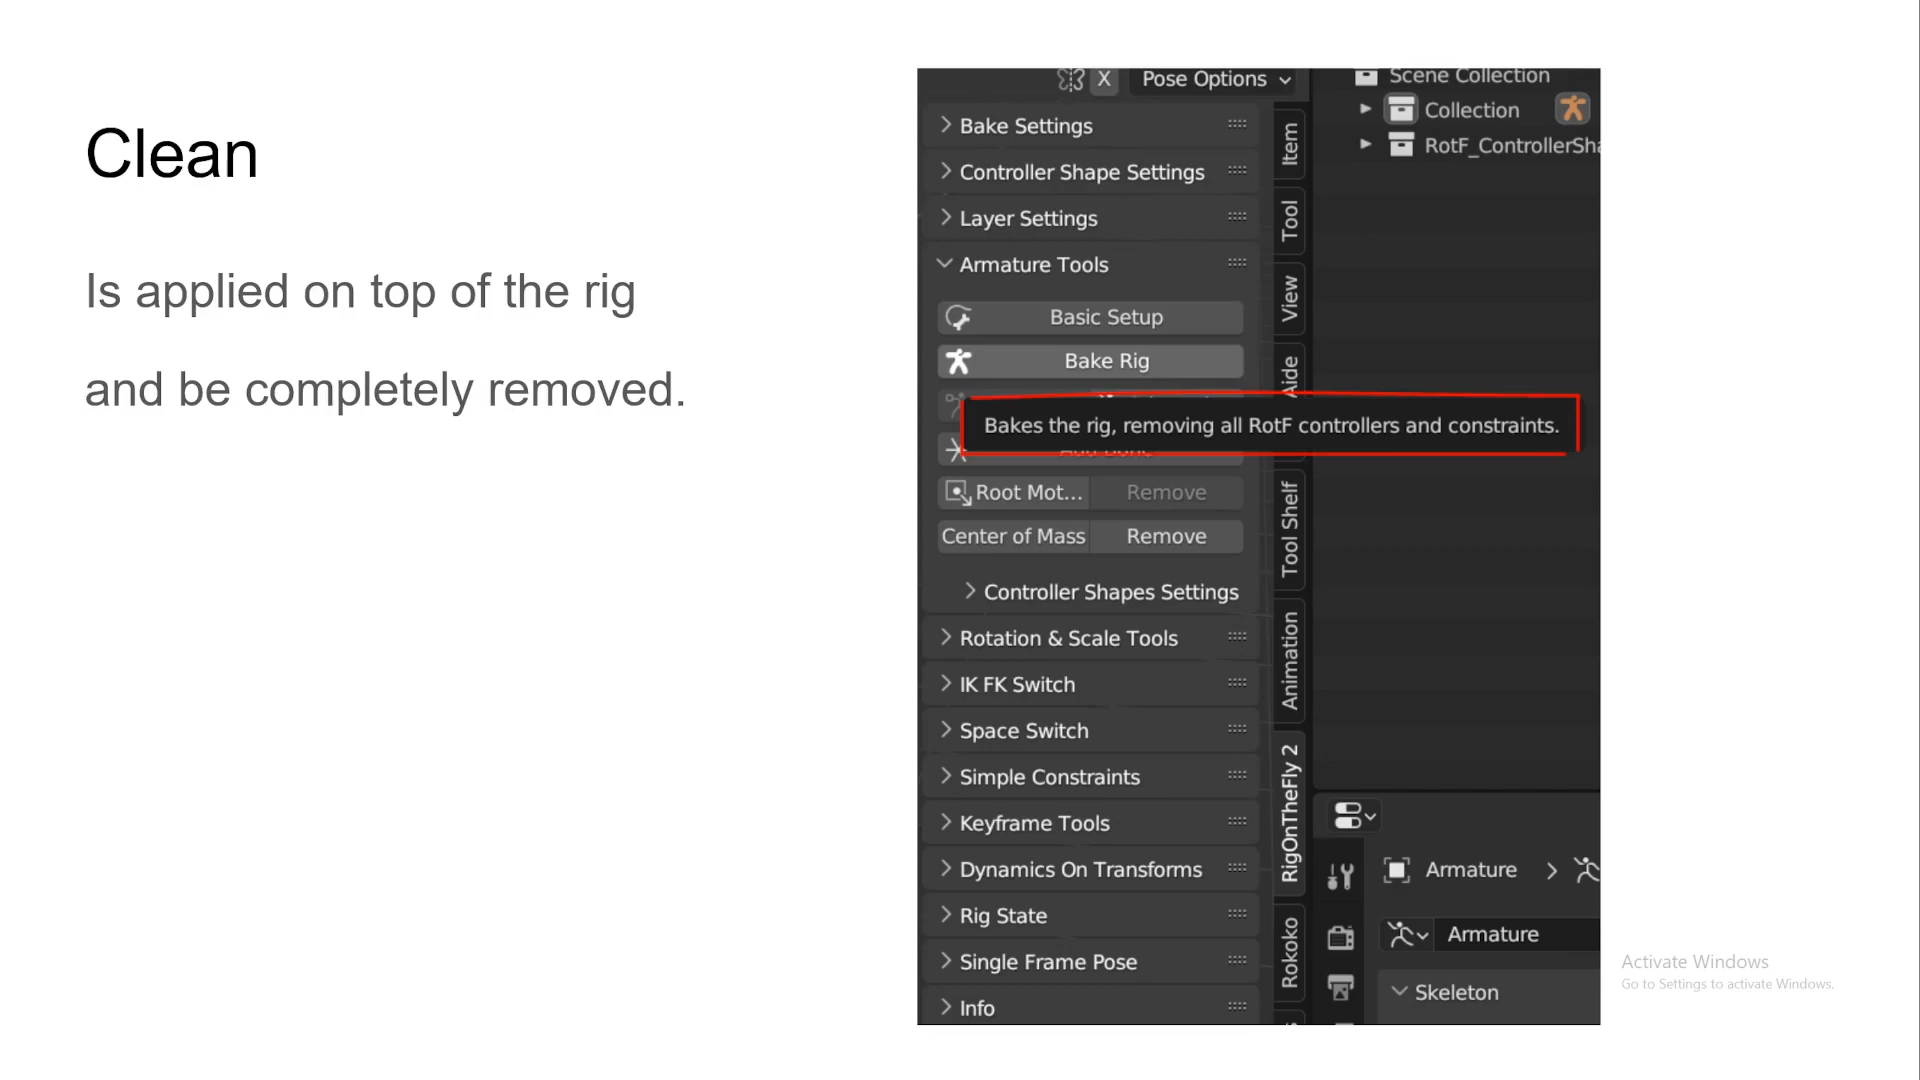 Clean
Is applied on top of the rig
and be completely removed.
X
Pose Options
Bake Settings
Controller Shape Settings
Layer Settings
Armature Tools
Basic Setup
Bake Rig
Bakes the rig, removing all RotF controllers and constraints.
Root Mot...
Remove
Center of Mass
Remove
Controller Shapes Settings
Rotation & Scale Tools
IK FK Switch
Space Switch
Simple Constraints
Keyframe Tools
Dynamics On Transforms
Rig State
Single Frame Pose
Info
Item
Tool
View
Aide
Tool Shelf
Animation
RigOnTheFly 2
Rokoko
Scene Collection
Collection
RotF_ControllerSha
Armature
Armature
Skeleton
Activate Windows
Go to Settings to activate Windows.